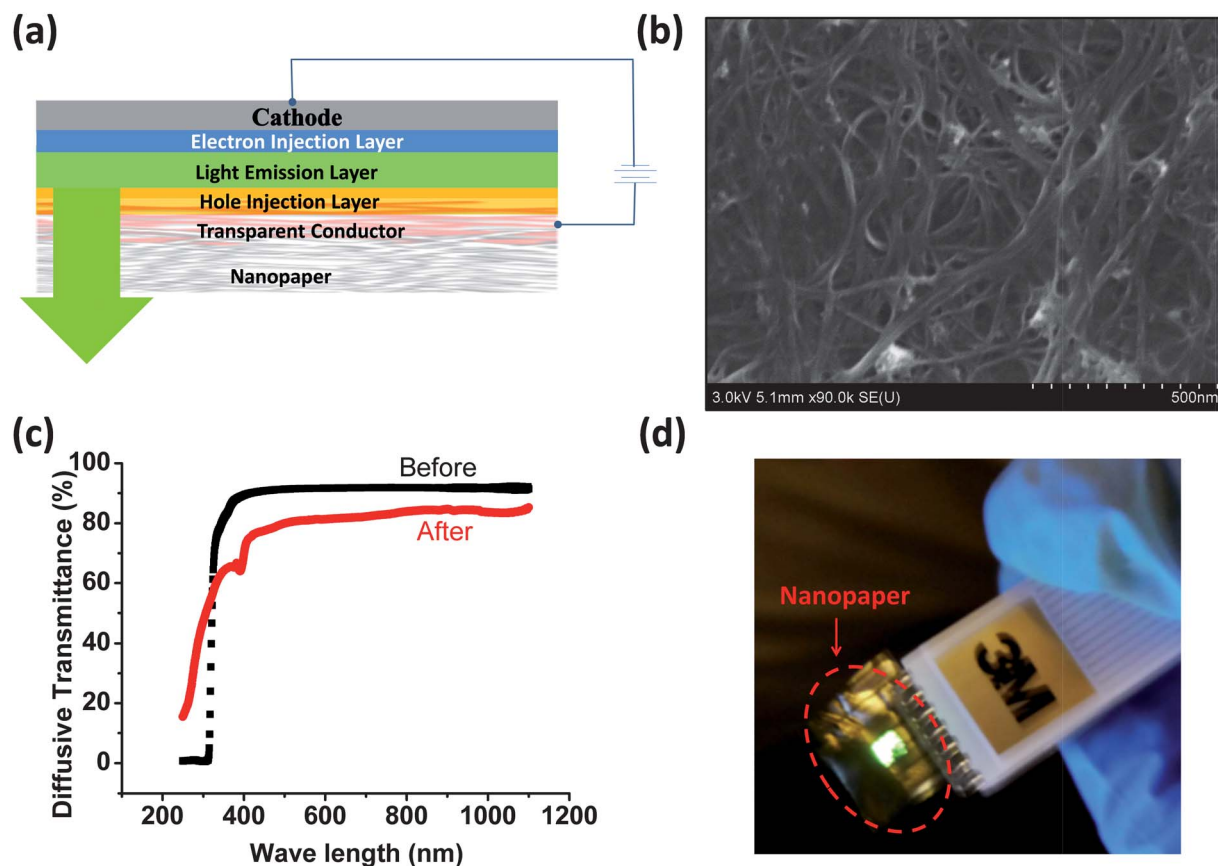 (a)
Cathode
Electron Injection Layer
Light Emission Layer
Hole Injection Layer
Transparent Conductor
Nanopaper
(b)
3.0kV 5.1mm x90.0k SE(U)
500nm
(c)
100
80
60
40
20
0
Diffusive Transmittance (%)
Before
After
200
400
600
800
1000
1200
Wave length (nm)
(d)
Nanopaper
3M